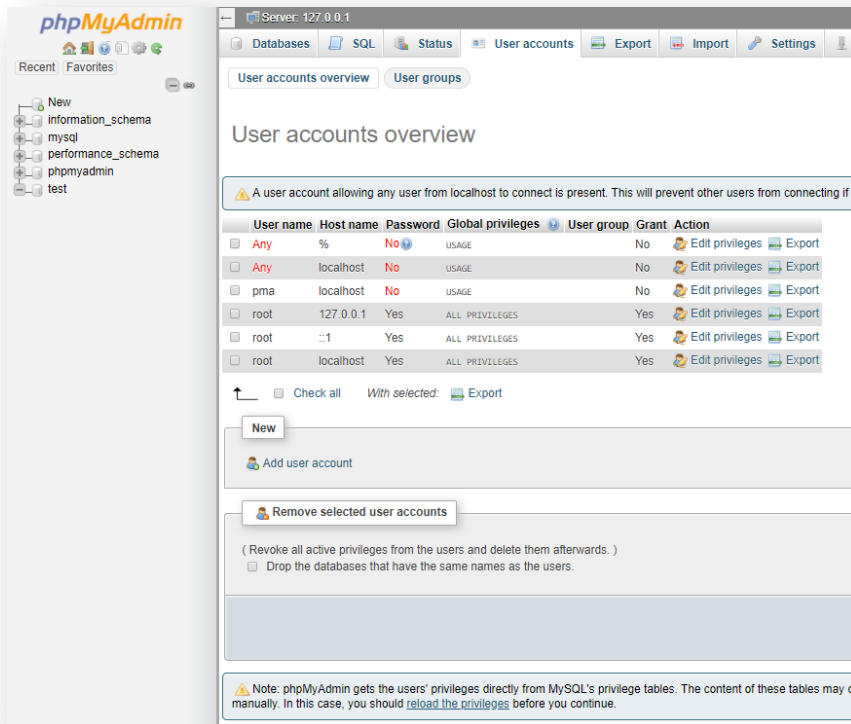 phpMyAdmin
Recent Favorites
New
information_schema
mysql
performance_schema
phpmyadmin
test
Server: 127.0.0.1
Databases SQL Status User accounts Export Import Settings
User accounts overview User groups
User accounts overview
A user account allowing any user from localhost to connect is present. This will prevent other users from connecting if
User name Host name Password Global privileges User group Grant Action
Any % No USAGE No Edit privileges Export
Any localhost No USAGE No Edit privileges Export
pma localhost No USAGE No Edit privileges Export
root 127.0.0.1 Yes ALL PRIVILEGES Yes Edit privileges Export
root ::1 Yes ALL PRIVILEGES Yes Edit privileges Export
root localhost Yes ALL PRIVILEGES Yes Edit privileges Export
Check all With selected: Export
New
Add user account
Remove selected user accounts
( Revoke all active privileges from the users and delete them afterwards. )
Drop the databases that have the same names as the users.
Note: phpMyAdmin gets the users' privileges directly from MySQL's privilege tables. The content of these tables may
manually. In this case, you should reload the privileges before you continue.